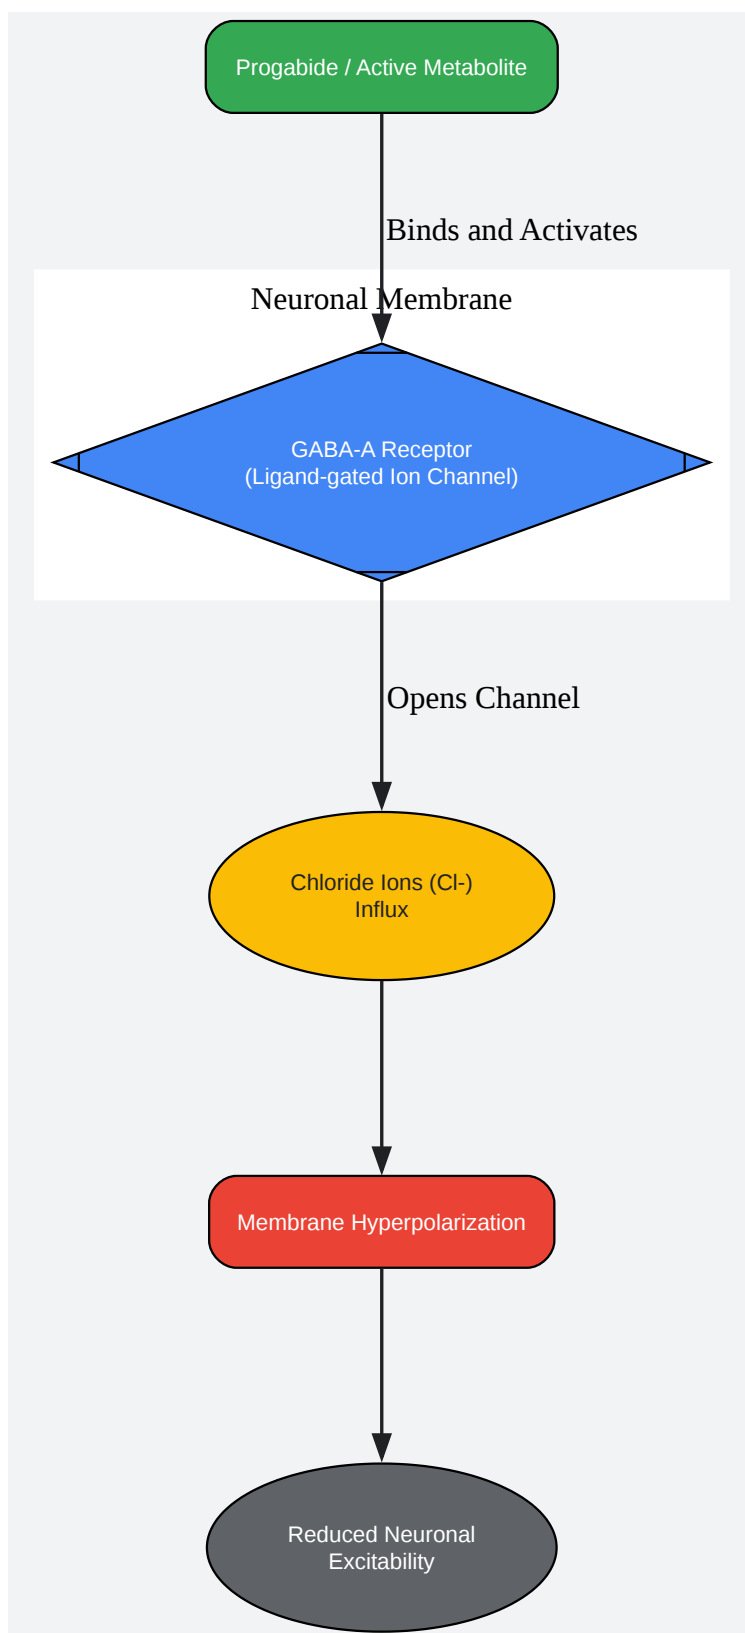 Progabide / Active Metabolite
Binds and Activates
Neuronal Membrane
GABA-A Receptor
(Ligand-gated Ion Channel)
Opens Channel
Chloride Ions (Cl-)
Influx
Membrane Hyperpolarization
Reduced Neuronal
Excitability